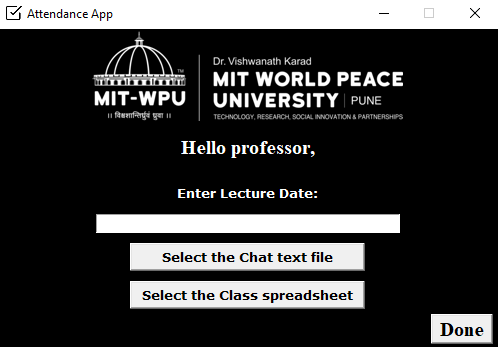 Attendance App
Dr. Vishwanath Karad
MIT-WPU
MIT WORLD PEACE
UNIVERSITY | PUNE
॥ विश्वशान्तिर्ध्रुवं ध्रुवा ॥
TECHNOLOGY, RESEARCH, SOCIAL INNOVATION & PARTNERSHIPS
Hello professor,
Enter Lecture Date:
Select the Chat text file
Select the Class spreadsheet
Done